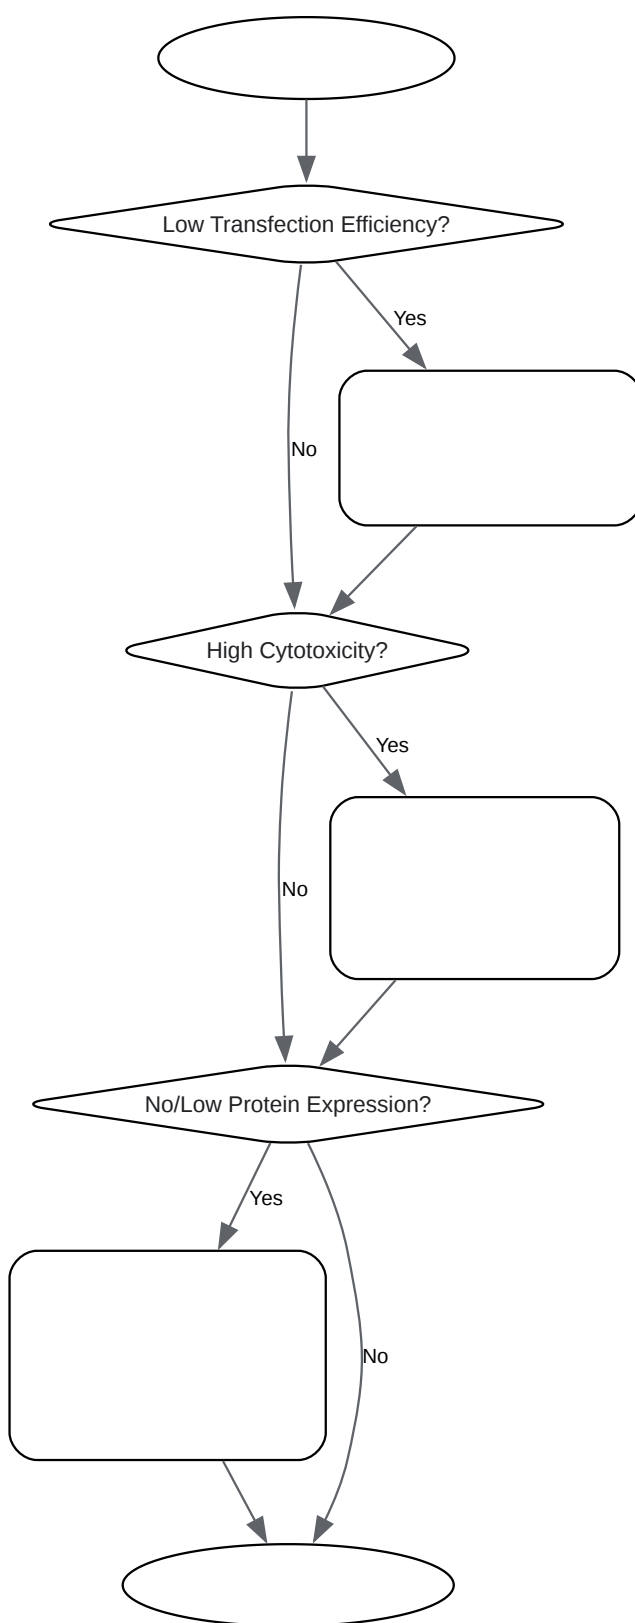 Low Transfection Efficiency?
Yes
No
High Cytotoxicity?
Yes
No
No/Low Protein Expression?
Yes
No